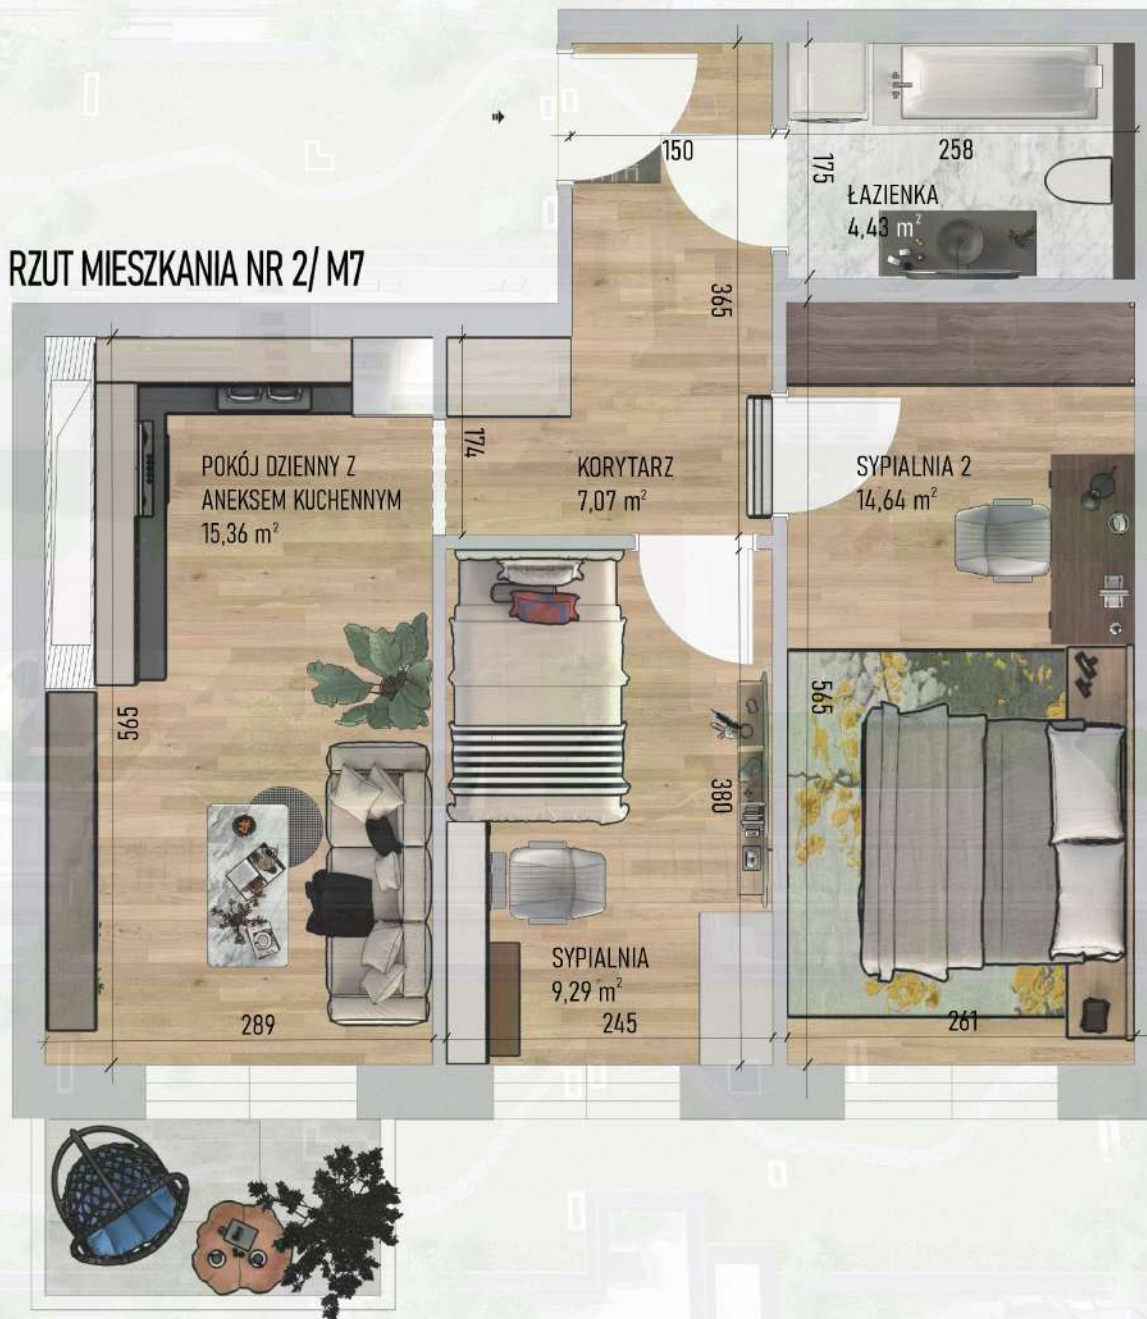 150
258
175
ŁAZIENKA
4,43 m²
RZUT MIESZKANIA NR 2/ M7
365
174
POKÓJ DZIENNY Z
ANEKSEM KUCHENNYM
15,36 m²
KORYTARZ
7,07 m²
SYPIALNIA 2
14,64 m²
565
565
380
SYPIALNIA
9,29 m²
289
245
261